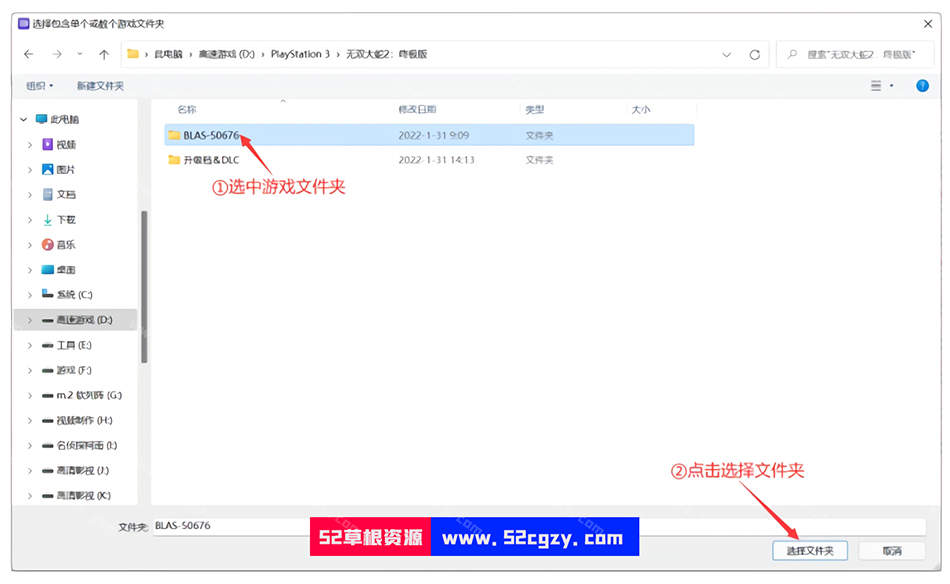 选择包含单个或数个游戏文件夹
此电脑 › 高速游戏 (D:) › PlayStation 3 › 无双大蛇2：终极版
搜索"无双大蛇2：终极版"
组织 新建文件夹
名称 修改日期 类型 大小
此电脑
BLAS-50676 2022-1-31 9:09 文件夹
视频
升级档&DLC 2022-1-31 14:13 文件夹
图片
①选中游戏文件夹
文档
下载
音乐
桌面
系统 (C:)
高速游戏 (D:)
工具 (E:)
游戏 (F:)
m.2 软列阵 (G:)
视频制作 (H:)
名侦探柯南 (I:)
高清影视 (J:)
高清影视 (K:)
②点击选择文件夹
文件夹: BLAS-50676
52草根资源 www.52cgzy.com
选择文件夹 取消